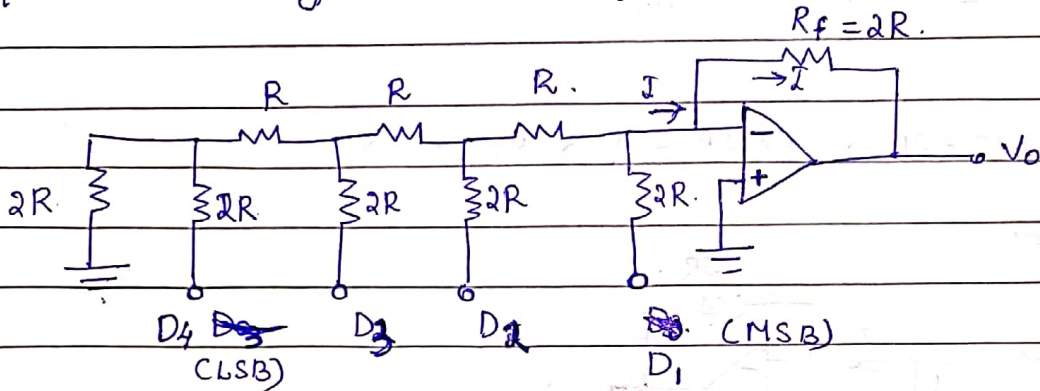 Rf = 2R.
R R R. I → → I
2R 2R 2R 2R 2R. − + Vo
D4 D3 D2 (MSB)
(LSB) D1